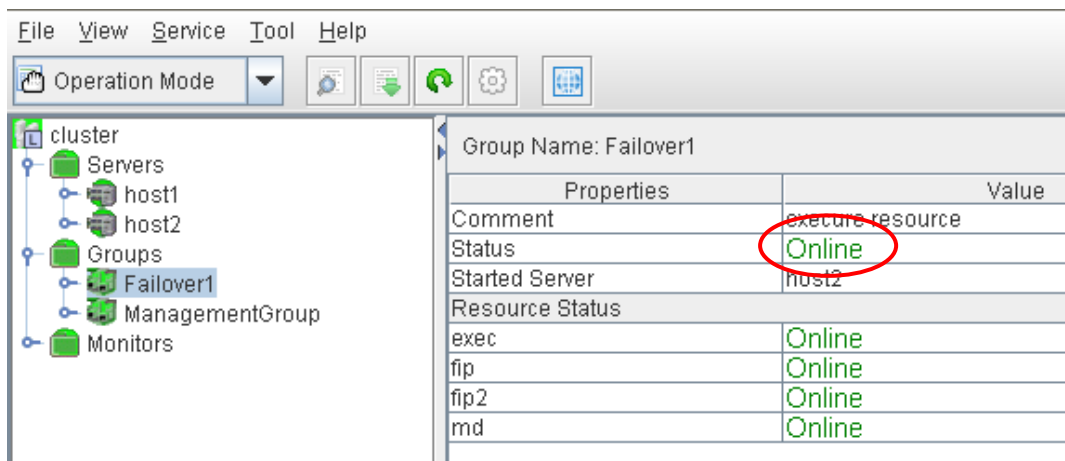 File View Service Tool Help
Operation Mode
cluster
Servers
host1
host2
Groups
Failover1
ManagementGroup
Monitors
Group Name: Failover1
Properties Value
Comment execure resource
Status Online
Started Server host2
Resource Status
exec Online
fip Online
fip2 Online
md Online